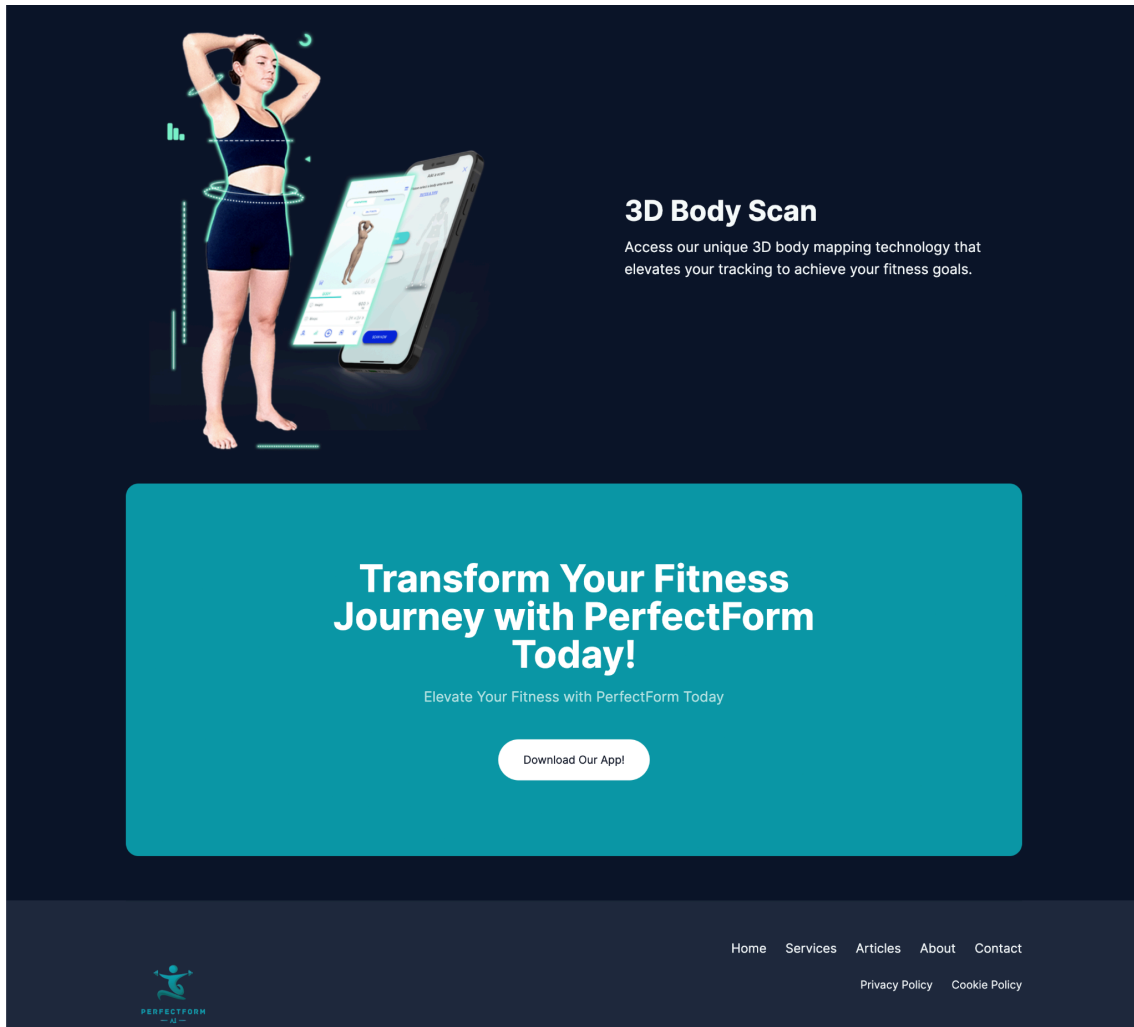 3D Body Scan
Access our unique 3D body mapping technology that
elevates your tracking to achieve your fitness goals.
SCAN NOW
Transform Your Fitness
Journey with PerfectForm
Today!
Elevate Your Fitness with PerfectForm Today
Download Our App!
Home Services Articles About Contact
Privacy Policy Cookie Policy
PERFECTFORM
— AI —